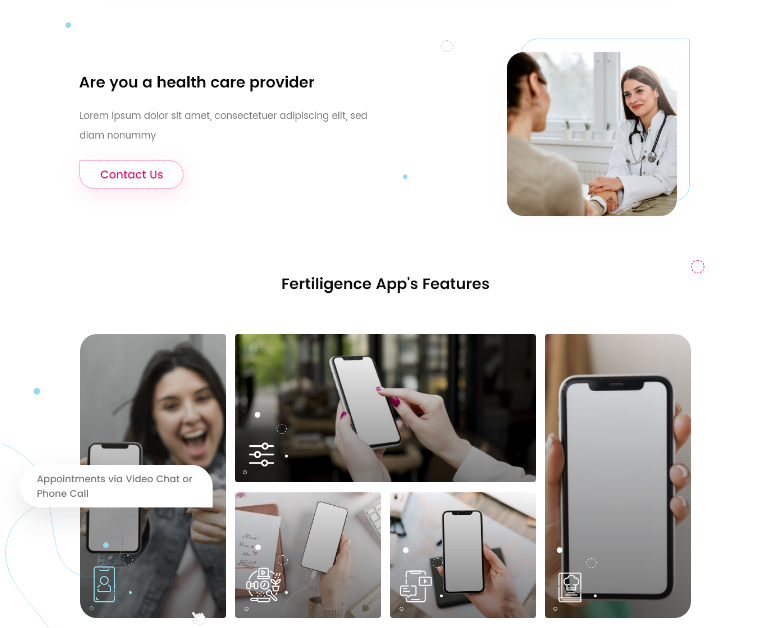 Are you a health care provider
Lorem ipsum dolor sit amet, consectetuer adipiscing elit, sed
diam nonummy
Contact Us
Fertiligence App's Features
Appointments via Video Chat or
Phone Call